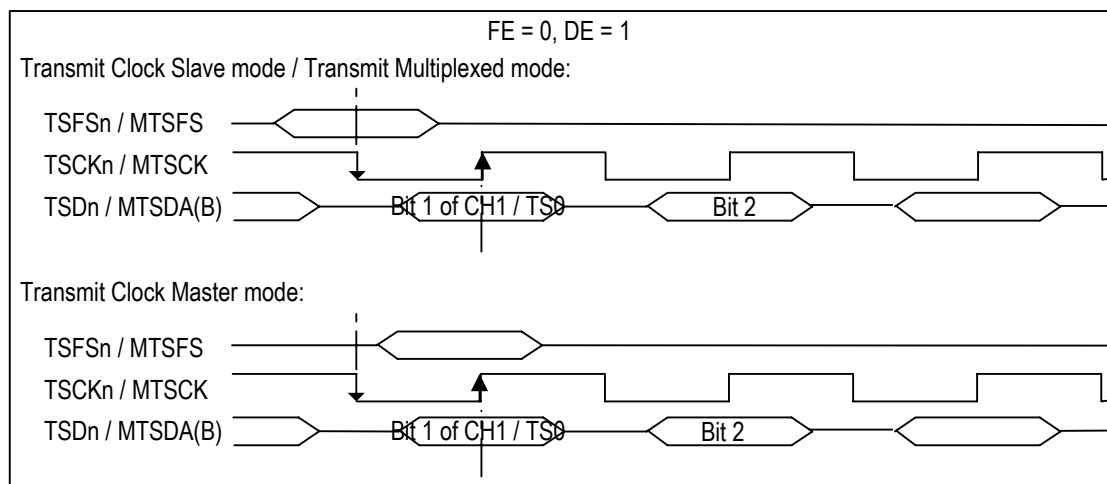 FE = 0, DE = 1
Transmit Clock Slave mode / Transmit Multiplexed mode:
TSFSn / MTSFS
TSCKn / MTSCK
TSDn / MTSDA(B)
Bit 1 of CH1 / TS0
Bit 2
Transmit Clock Master mode:
TSFSn / MTSFS
TSCKn / MTSCK
TSDn / MTSDA(B)
Bit 1 of CH1 / TS0
Bit 2